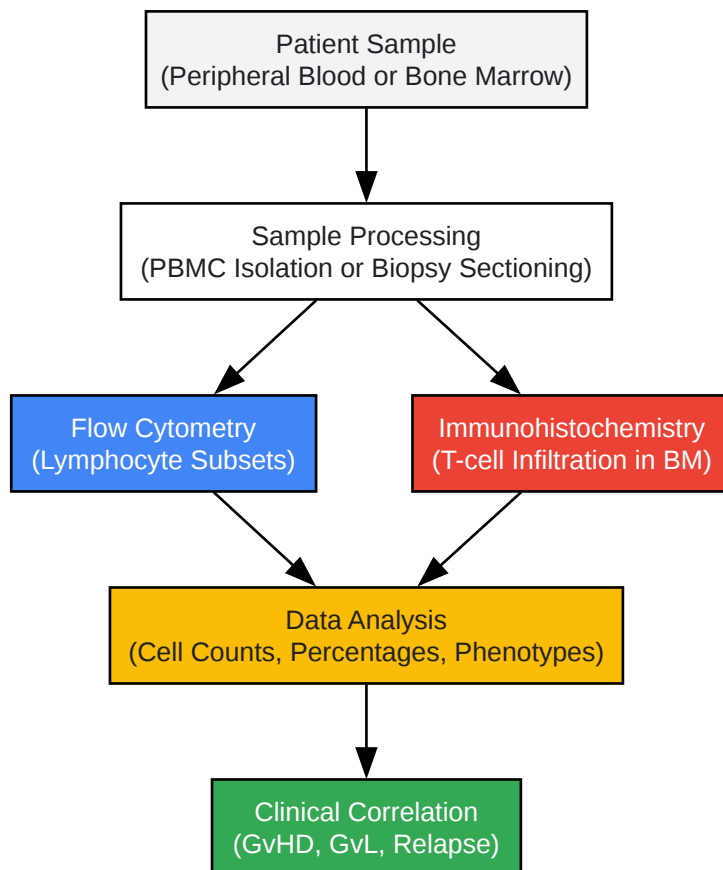 Patient Sample
(Peripheral Blood or Bone Marrow)
Sample Processing
(PBMC Isolation or Biopsy Sectioning)
Flow Cytometry
(Lymphocyte Subsets)
Immunohistochemistry
(T-cell Infiltration in BM)
Data Analysis
(Cell Counts, Percentages, Phenotypes)
Clinical Correlation
(GvHD, GvL, Relapse)